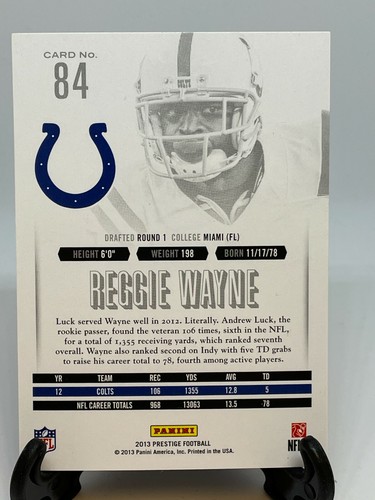 CARD No.
84
COLTS
DRAFTED ROUND 1 COLLEGE MIAMI (FL)
HEIGHT 6'0" WEIGHT 198 BORN 11/17/78
REGGIE WAYNE
Luck served Wayne well in 2012. Literally. Andrew Luck, the
rookie passer, found the veteran 106 times, sixth in the NFL,
for a total of 1,355 receiving yards, which ranked seventh
overall. Wayne also ranked second on Indy with five TD grabs
to raise his career total to 78, fourth among active players.
YR TEAM REC YDS AVG TD
12 COLTS 106 1355 12.8 5
NFL CAREER TOTALS 968 13063 13.5 78
PANINI
2013 PRESTIGE FOOTBALL
© 2013 Panini America, Inc. Printed in the USA.